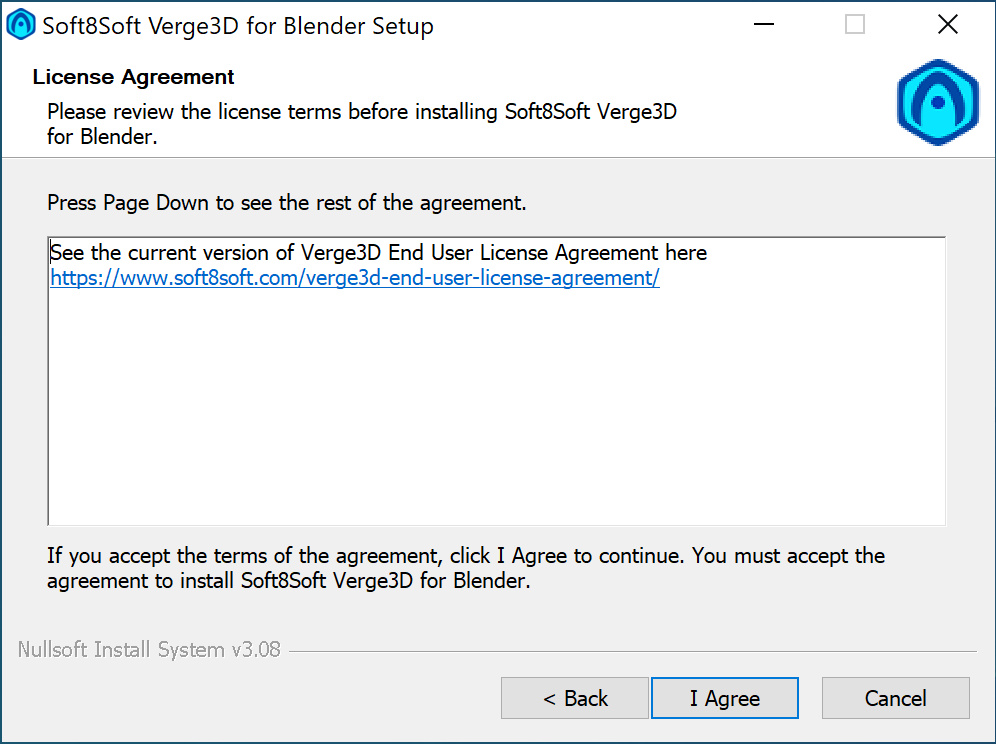 Soft8Soft Verge3D for Blender Setup
License Agreement
Please review the license terms before installing Soft8Soft Verge3D
for Blender.
Press Page Down to see the rest of the agreement.
See the current version of Verge3D End User License Agreement here
https://www.soft8soft.com/verge3d-end-user-license-agreement/
If you accept the terms of the agreement, click I Agree to continue. You must accept the
agreement to install Soft8Soft Verge3D for Blender.
Nullsoft Install System v3.08
< Back
I Agree
Cancel